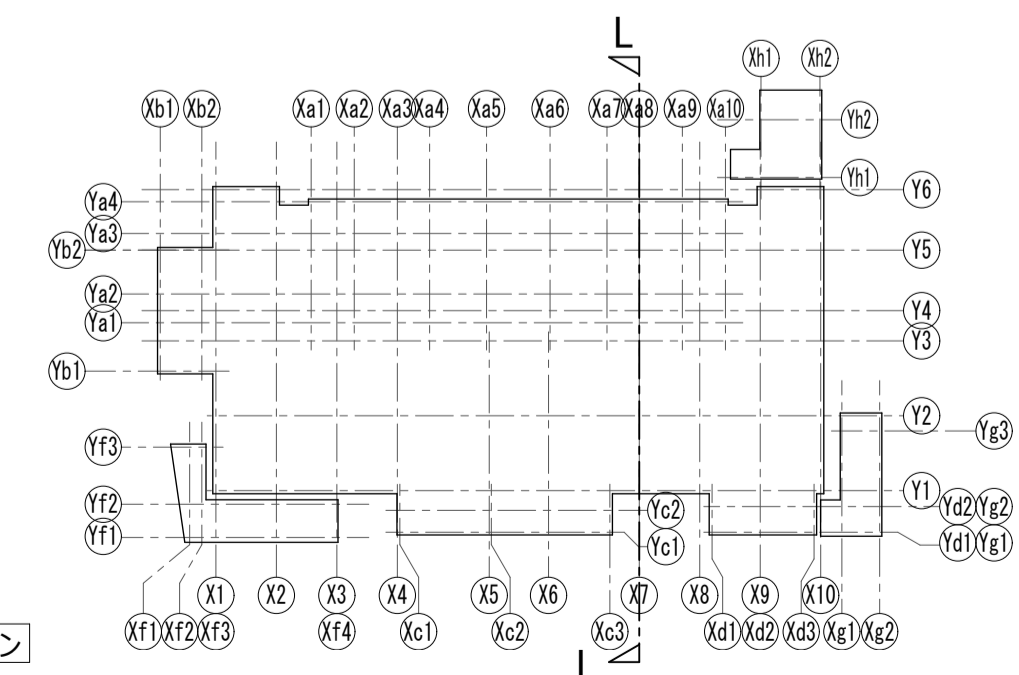 L
Xh1 Xh2
Xb1 Xb2 Xa1 Xa2 Xa3 Xa4 Xa5 Xa6 Xa7 Xa8 Xa9 Xa10
Yh2
Yh1
Y6
Ya4
Ya3
Yb2 Y5
Ya2
Y4
Ya1
Y3
Yb1
Y2
Yg3
Yf3
Y1
Yf2 Yc2 Yd2 Yg2
Yf1 Yc1 Yd1 Yg1
X1 X2 X3 X4 X5 X6 X7 X8 X9 X10
Xf1 Xf2 Xf3 Xf4 Xc1 Xc2 Xc3 Xd1 Xd2 Xd3 Xg1 Xg2
ン